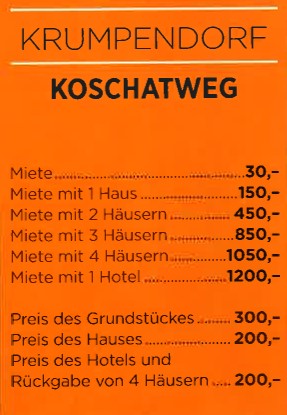 KRUMPENDORF
KOSCHATWEG
Miete 30,–
Miete mit 1 Haus 150,–
Miete mit 2 Häusern 450,–
Miete mit 3 Häusern 850,–
Miete mit 4 Häusern 1050,–
Miete mit 1 Hotel 1200,–
Preis des Grundstückes 300,–
Preis des Hauses 200,–
Preis des Hotels und
Rückgabe von 4 Häusern 200,–